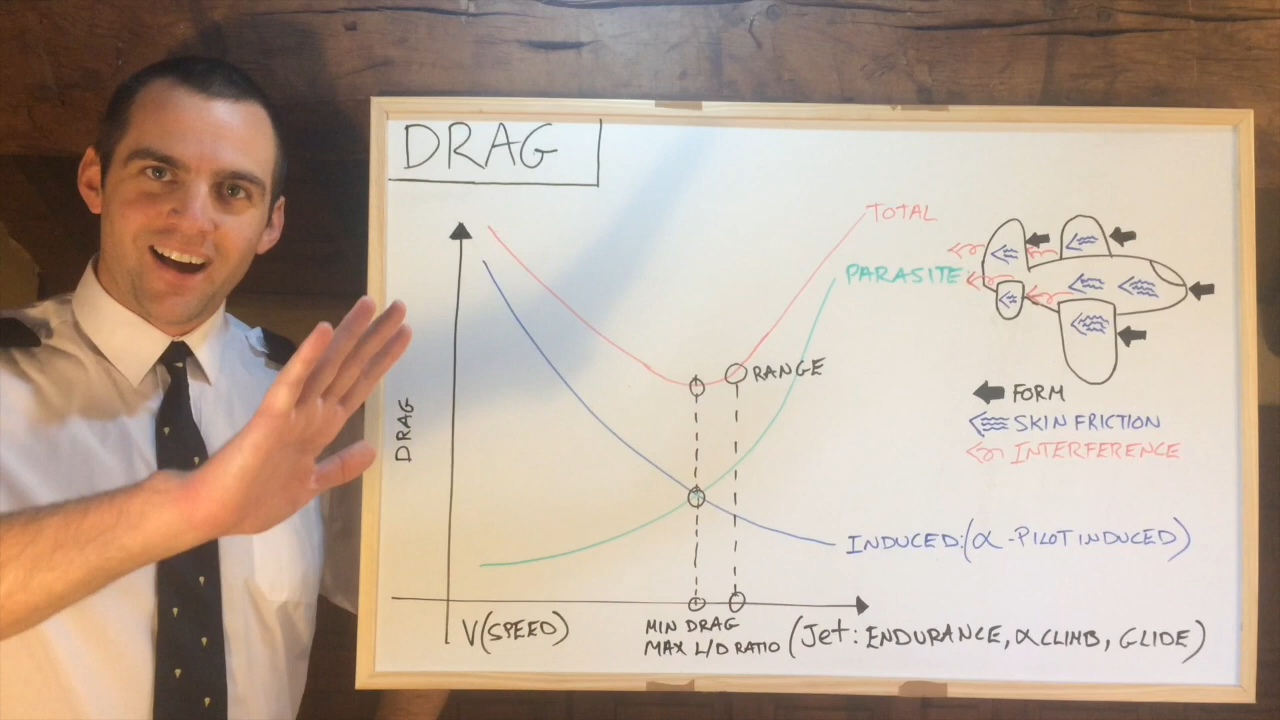 DRAG
TOTAL
PARASITE:
RANGE
FORM
SKIN FRICTION
INTERFERENCE
DRAG
INDUCED:(α -PILOT INDUCED)
V(SPEED)
MIN DRAG
MAX L/D RATIO (Jet: ENDURANCE, α CLIMB, GLIDE)